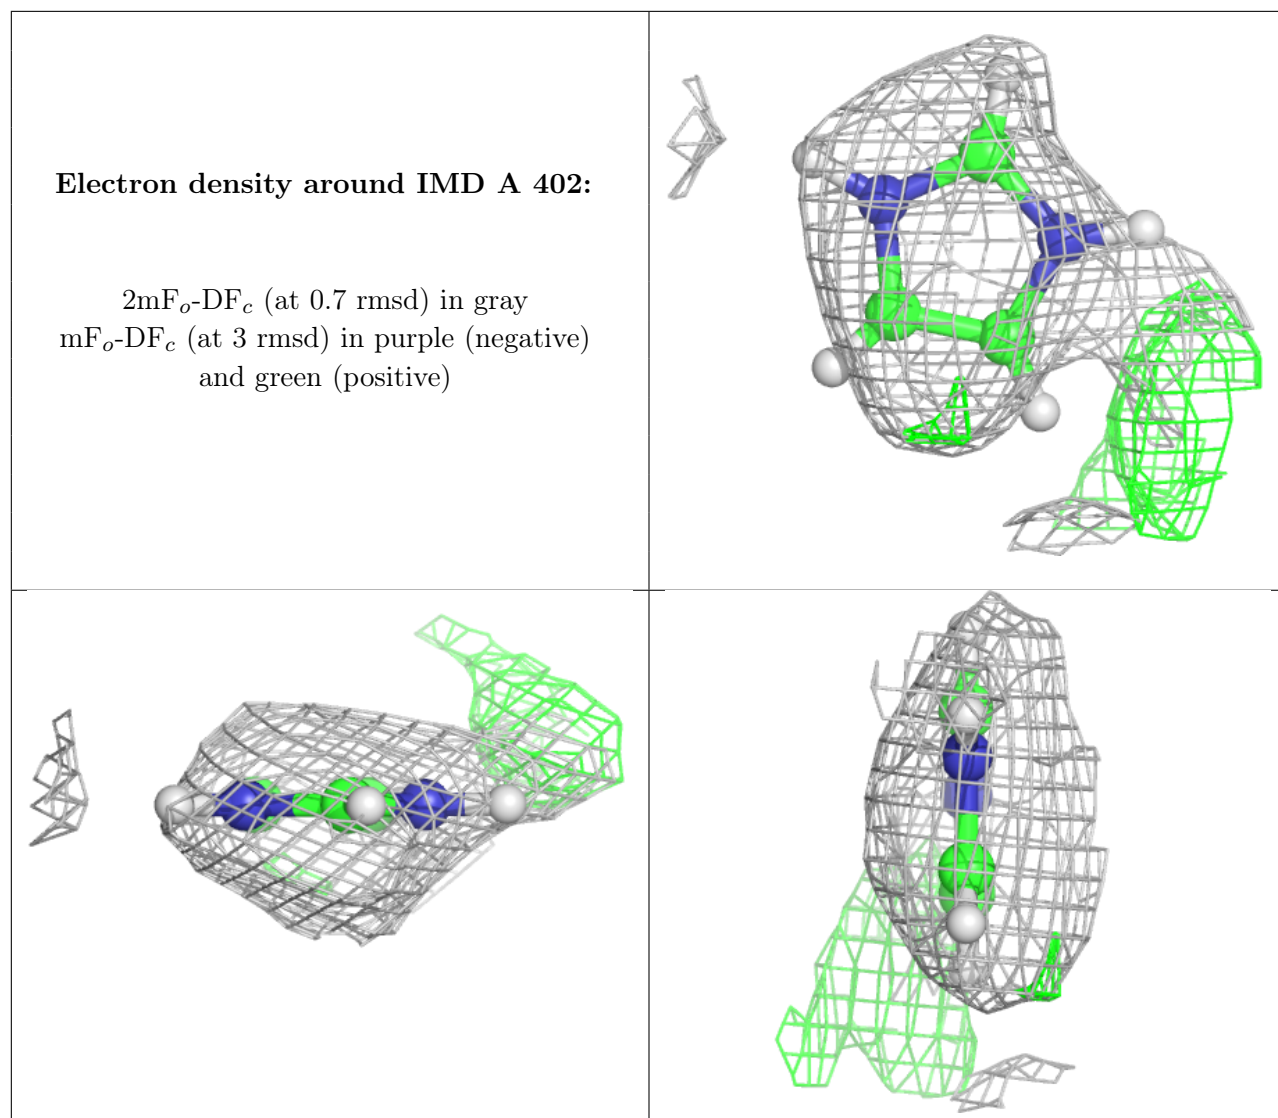 Electron density around IMD A 402:
2mFo-DFc (at 0.7 rmsd) in gray
mFo-DFc (at 3 rmsd) in purple (negative)
and green (positive)